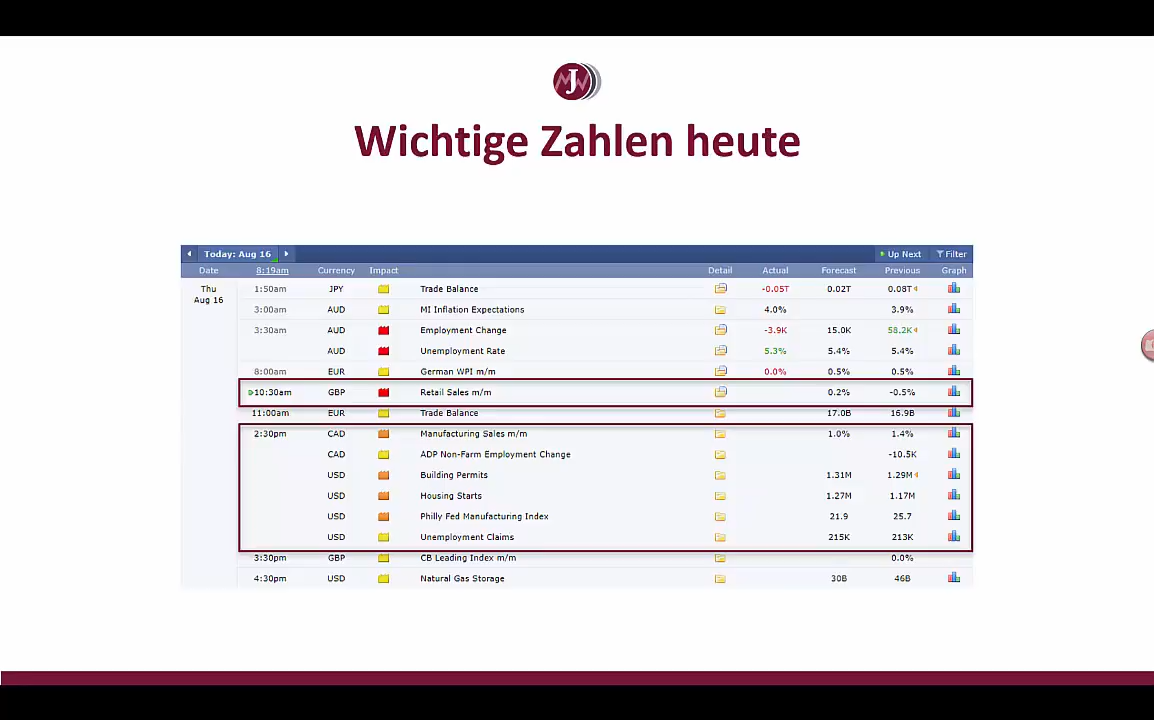 J
Wichtige Zahlen heute
Today: Aug 16 Up Next Filter
Date 8:19am Currency Impact Detail Actual Forecast Previous Graph
Thu Aug 16 1:50am JPY Trade Balance -0.05T 0.02T 0.08T
3:00am AUD MI Inflation Expectations 4.0% 3.9%
3:30am AUD Employment Change -3.9K 15.0K 58.2K
AUD Unemployment Rate 5.3% 5.4% 5.4%
8:00am EUR German WPI m/m 0.0% 0.5% 0.5%
10:30am GBP Retail Sales m/m 0.2% -0.5%
11:00am EUR Trade Balance 17.0B 16.9B
2:30pm CAD Manufacturing Sales m/m 1.0% 1.4%
CAD ADP Non-Farm Employment Change -10.5K
USD Building Permits 1.31M 1.29M
USD Housing Starts 1.27M 1.17M
USD Philly Fed Manufacturing Index 21.9 25.7
USD Unemployment Claims 215K 213K
3:30pm GBP CB Leading Index m/m 0.0%
4:30pm USD Natural Gas Storage 30B 46B